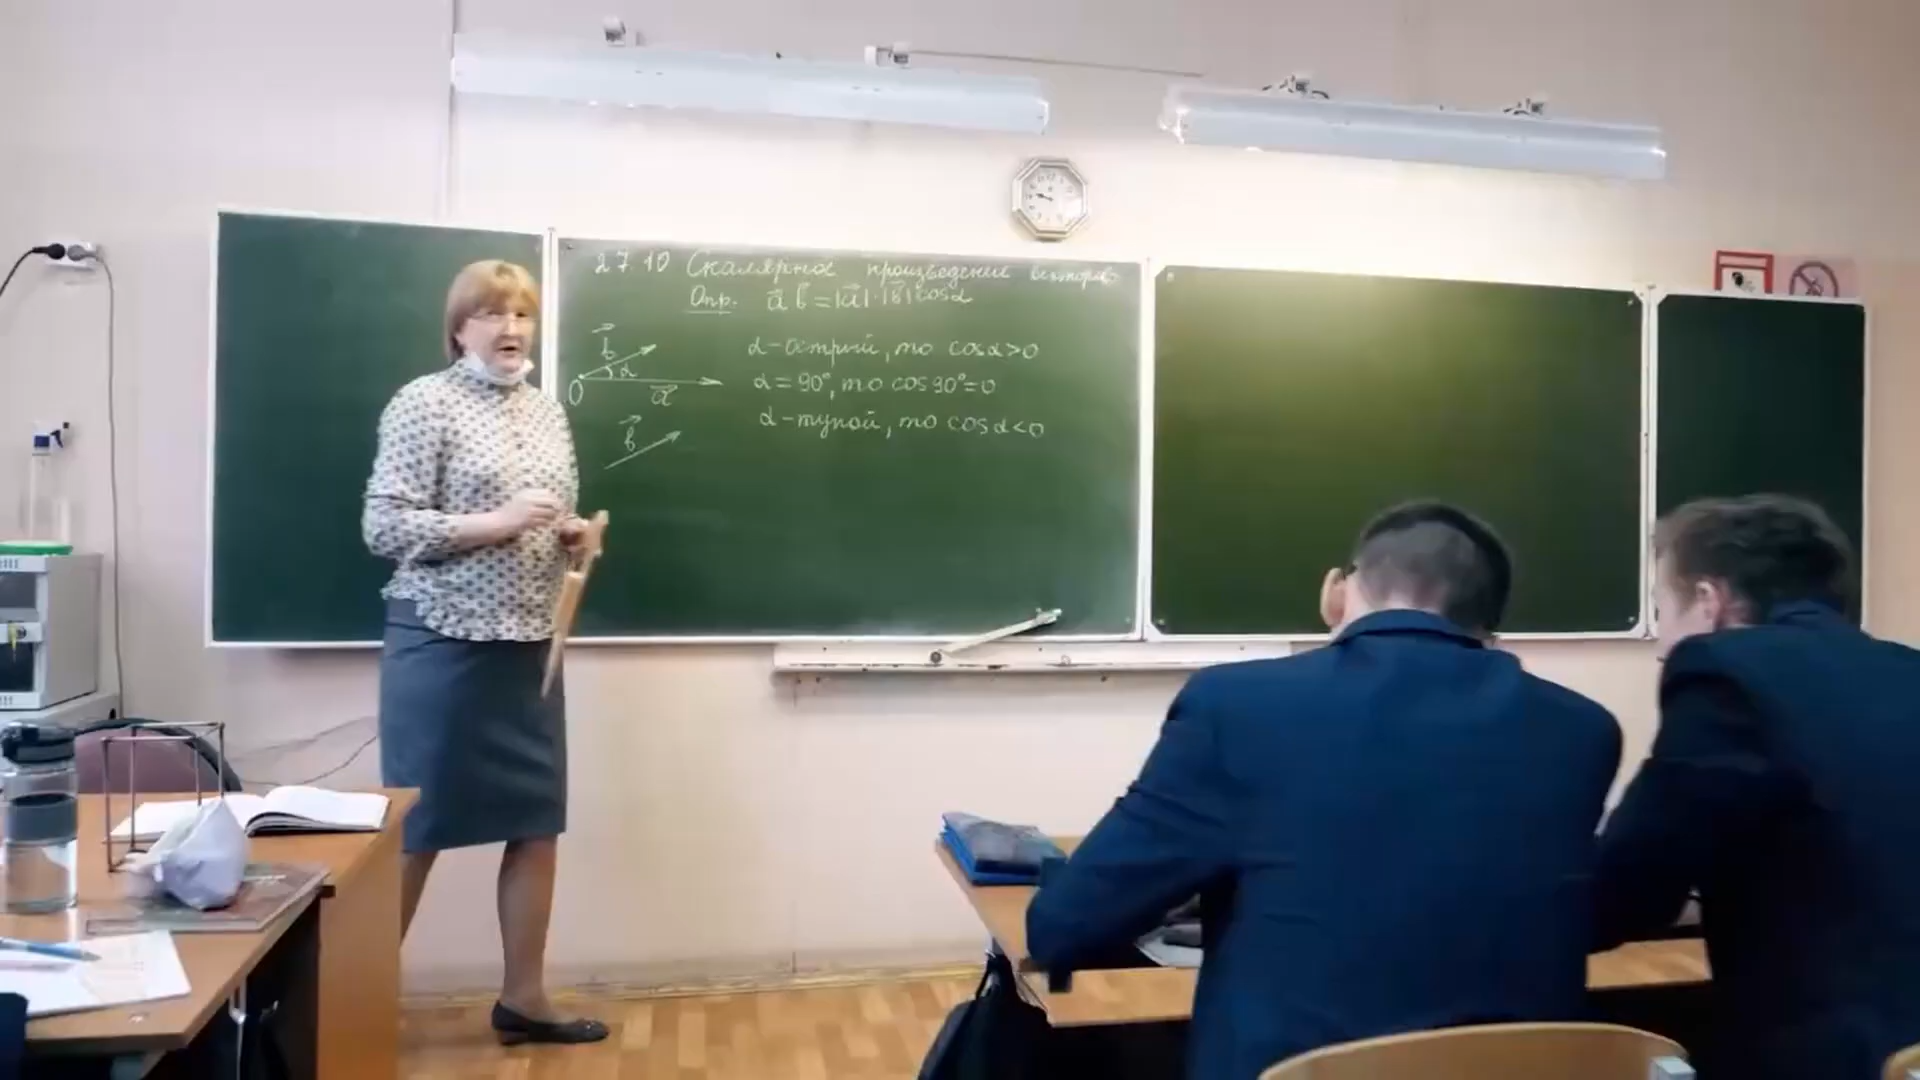 27.10 Скалярное произведение векторов
Опр. a⃗ b⃗ = |a⃗|·|b⃗| cosα
b⃗
α
O
a⃗
b⃗
α-острый, то cosα>0
α=90°, то cos90°=0
α-тупой, то cosα<0